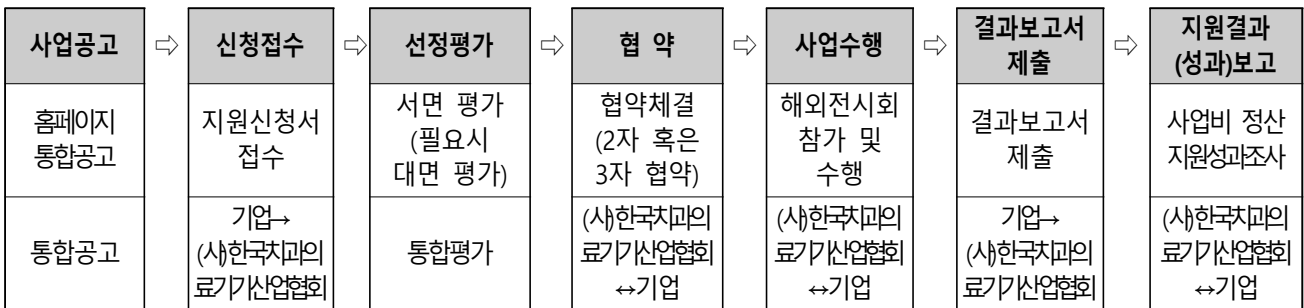 사업공고 ⇨ 신청접수 ⇨ 선정평가 ⇨ 협 약 ⇨ 사업수행 ⇨ 결과보고서 제출 ⇨ 지원결과 (성과)보고
홈페이지
통합공고
지원신청서
접수
서면 평가
(필요시
대면 평가)
협약체결
(2자 혹은
3자 협약)
해외전시회
참가 및
수행
결과보고서
제출
사업비 정산
지원성과조사
통합공고
기업→
(사)한국치과의
료기기산업협회
통합평가
(사)한국치과의
료기기산업협회
↔기업
(사)한국치과의
료기기산업협회
↔기업
기업→
(사)한국치과의
료기기산업협회
(사)한국치과의
료기기산업협회
↔기업